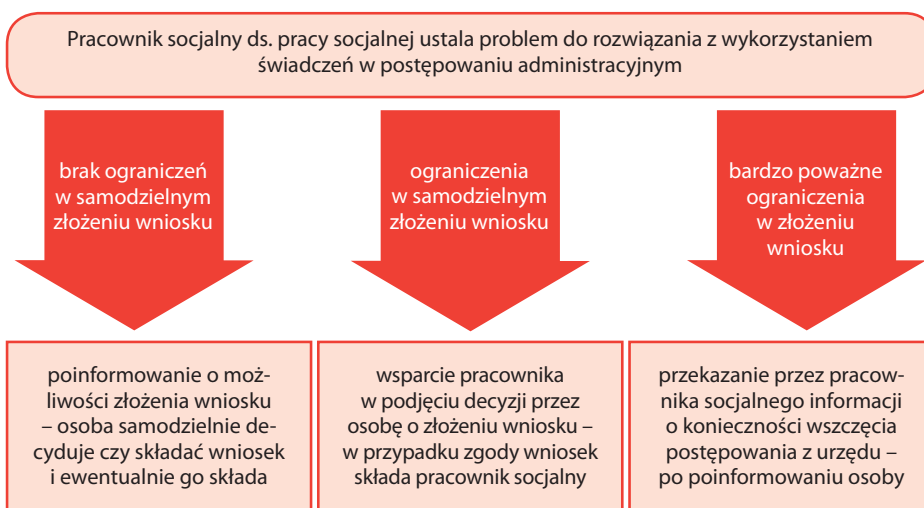 Pracownik socjalny ds. pracy socjalnej ustala problem do rozwiązania z wykorzystaniem
świadczeń w postępowaniu administracyjnym
brak ograniczeń
w samodzielnym
złożeniu wniosku
ograniczenia
w samodzielnym
złożeniu wniosku
bardzo poważne
ograniczenia
w złożeniu
wniosku
poinformowanie o moż-
liwości złożenia wniosku
– osoba samodzielnie de-
cyduje czy składać wniosek
i ewentualnie go składa
wsparcie pracownika
w podjęciu decyzji przez
osobę o złożeniu wniosku –
w przypadku zgody wniosek
składa pracownik socjalny
przekazanie przez pracow-
nika socjalnego informacji
o konieczności wszczęcia
postępowania z urzędu –
po poinformowaniu osoby